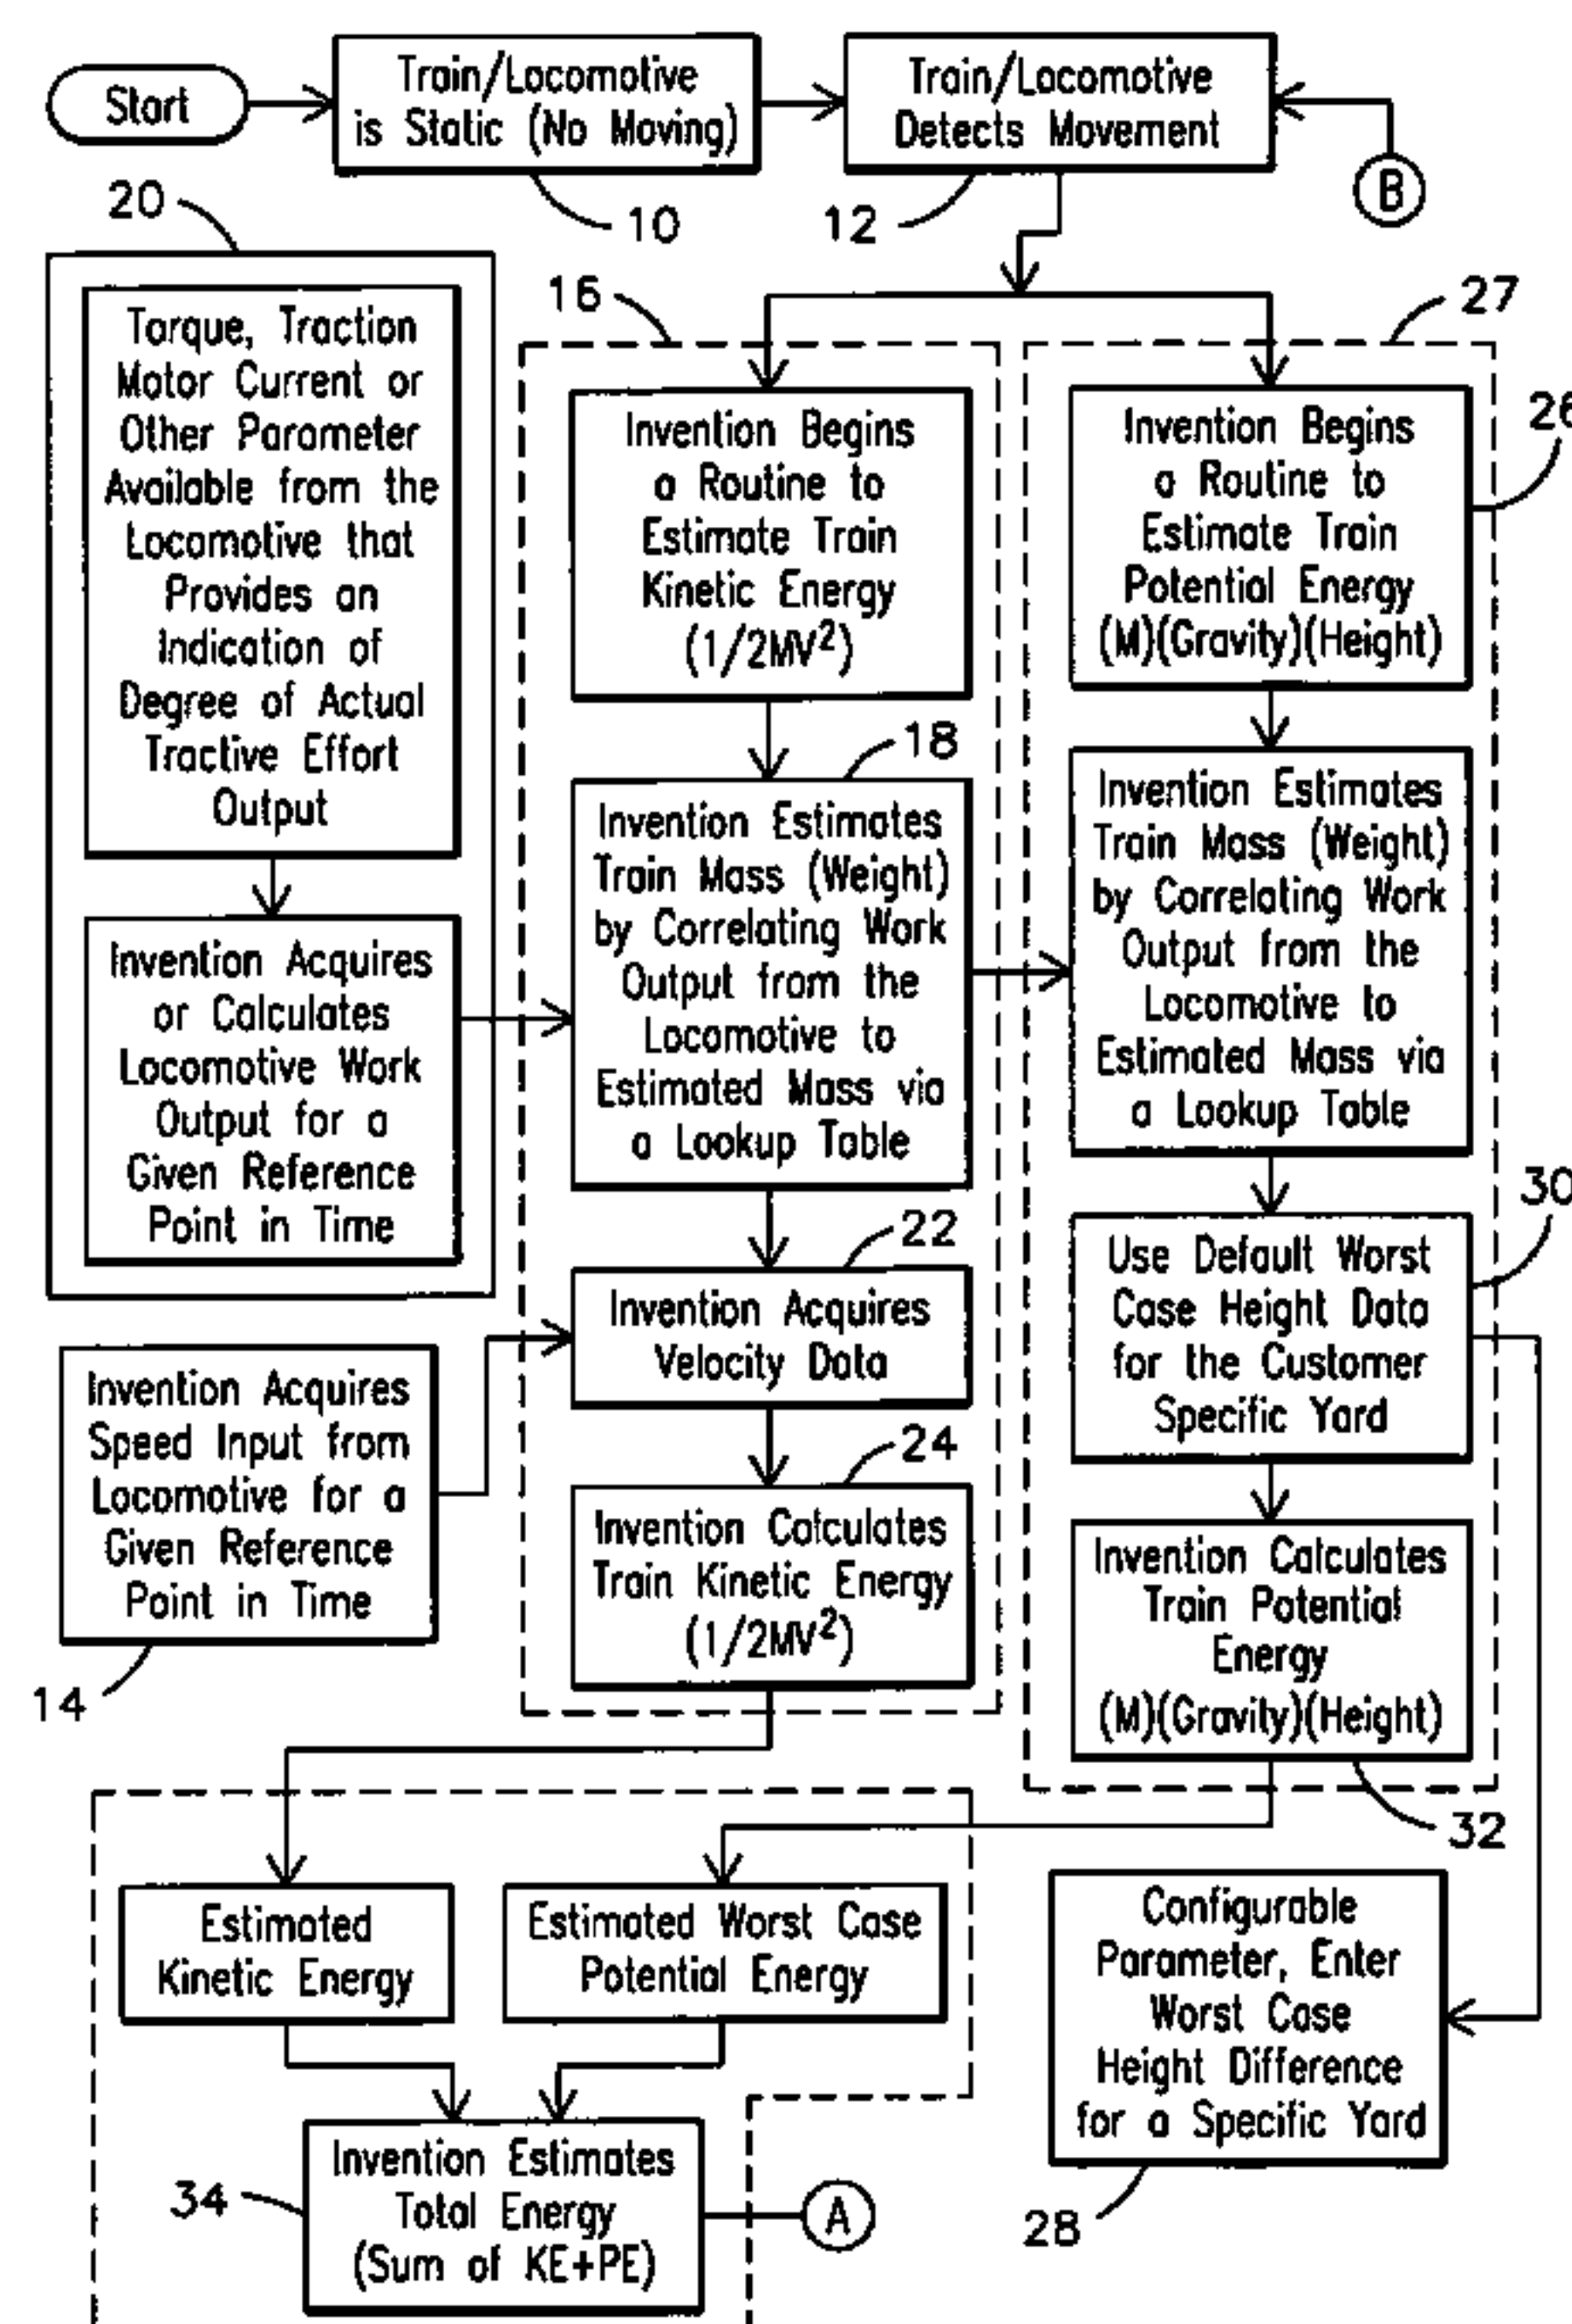 Start
Train/Locomotive
is Static (No Moving)
Train/Locomotive
Detects Movement
B
20
10
12
16
27
Torque, Traction
Motor Current or
Other Parameter
Available from the
Locomotive that
Provides an
Indication of
Degree of Actual
Tractive Effort
Output
Invention Begins
a Routine to
Estimate Train
Kinetic Energy
(1/2MV²)
Invention Begins
a Routine to
Estimate Train
Potential Energy
(M)(Gravity)(Height)
26
18
Invention Acquires
or Calculates
Locomotive Work
Output for a
Given Reference
Point in Time
Invention Estimates
Train Mass (Weight)
by Correlating Work
Output from the
Locomotive to
Estimated Mass via
a Lookup Table
Invention Estimates
Train Mass (Weight)
by Correlating Work
Output from the
Locomotive to
Estimated Mass via
a Lookup Table
22
30
Invention Acquires
Speed Input from
Locomotive for a
Given Reference
Point in Time
14
Invention Acquires
Velocity Data
Use Default Worst
Case Height Data
for the Customer
Specific Yard
24
Invention Calculates
Train Kinetic Energy
(1/2MV²)
Invention Calculates
Train Potential
Energy
(M)(Gravity)(Height)
32
Estimated
Kinetic Energy
Estimated Worst Case
Potential Energy
Configurable
Parameter, Enter
Worst Case
Height Difference
for a Specific Yard
28
34
Invention Estimates
Total Energy
(Sum of KE+PE)
A